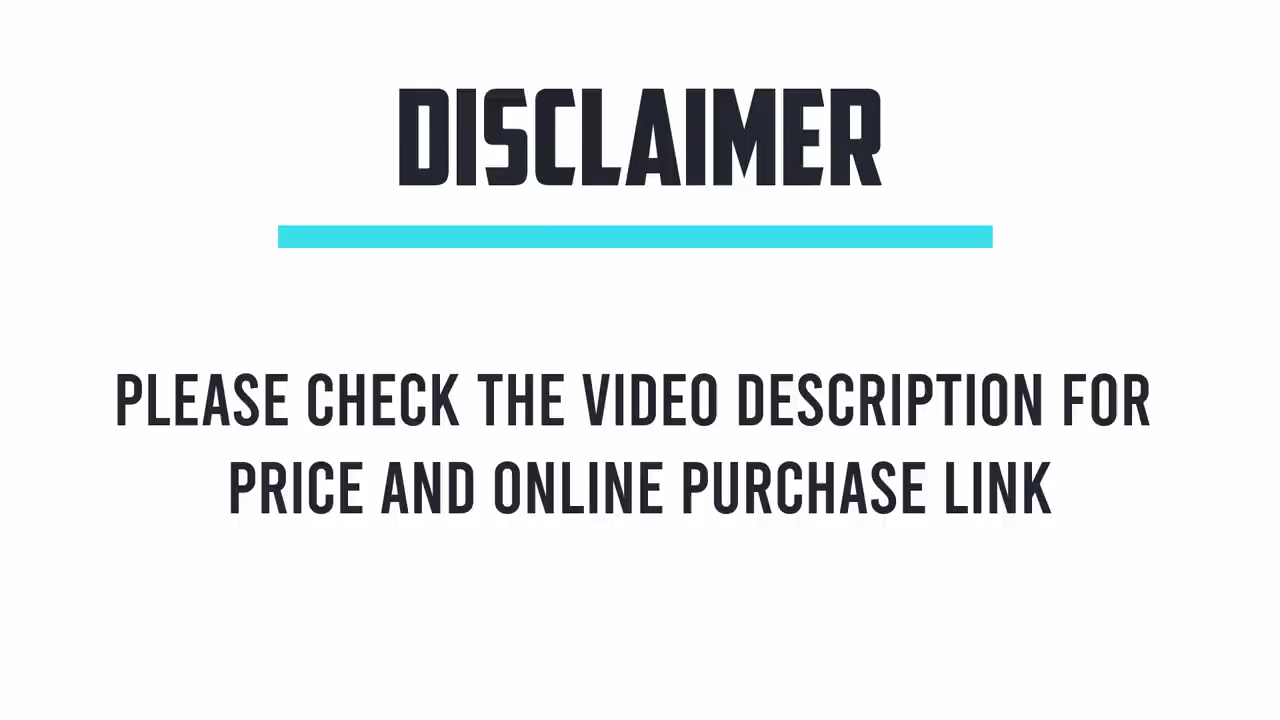 DISCLAIMER
PLEASE CHECK THE VIDEO DESCRIPTION FOR
PRICE AND ONLINE PURCHASE LINK